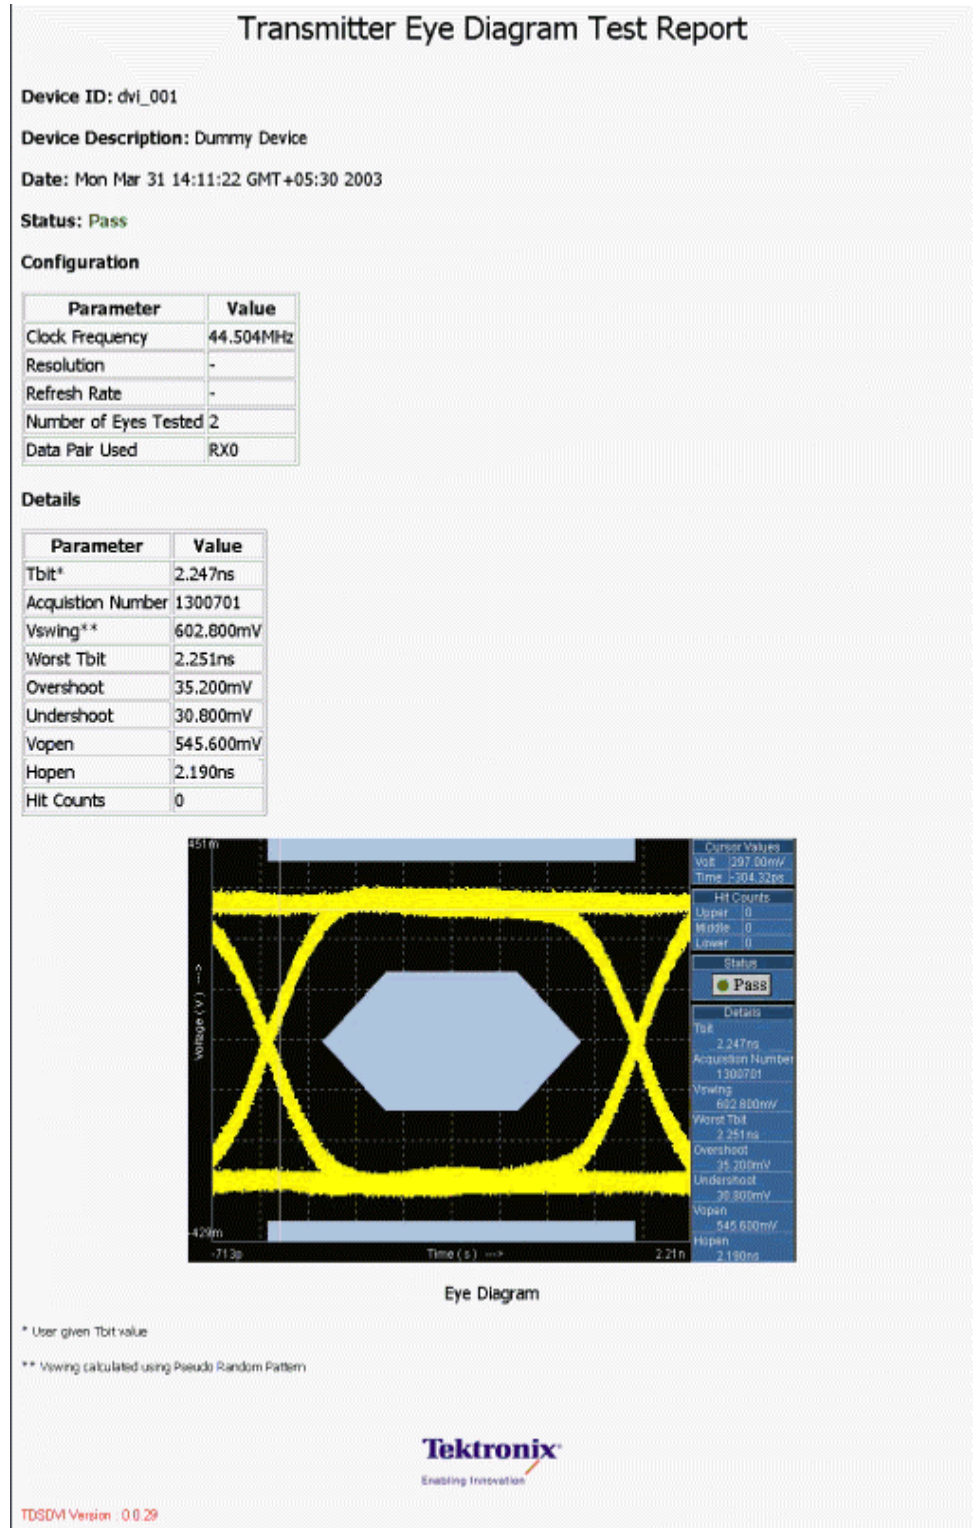 Transmitter Eye Diagram Test Report
Device ID: dvi_001
Device Description: Dummy Device
Date: Mon Mar 31 14:11:22 GMT+05:30 2003
Status: Pass
Configuration
Parameter Value
Clock Frequency 44.504MHz
Resolution -
Refresh Rate -
Number of Eyes Tested 2
Data Pair Used RX0
Details
Parameter Value
Tbit* 2.247ns
Acquistion Number 1300701
Vswing** 602.800mV
Worst Tbit 2.251ns
Overshoot 35.200mV
Undershoot 30.800mV
Vopen 545.600mV
Hopen 2.190ns
Hit Counts 0
451m
Voltage ( V ) --->
-429m
-713p
Time ( s ) --->
2.21n
Cursor Values
Volt 297.00mV
Time -304.32ps
Hit Counts
Upper 0
Middle 0
Lower 0
Status
Pass
Details
Tbit
2.247ns
Acquistion Number
1300701
Vswing
602.800mV
Worst Tbit
2.251ns
Overshoot
35.200mV
Undershoot
30.800mV
Vopen
545.600mV
Hopen
2.190ns
Eye Diagram
* User given Tbit value
** Vswing calculated using Pseudo Random Pattern
Tektronix
Enabling Innovation
TDSDVI Version : 0.0.29